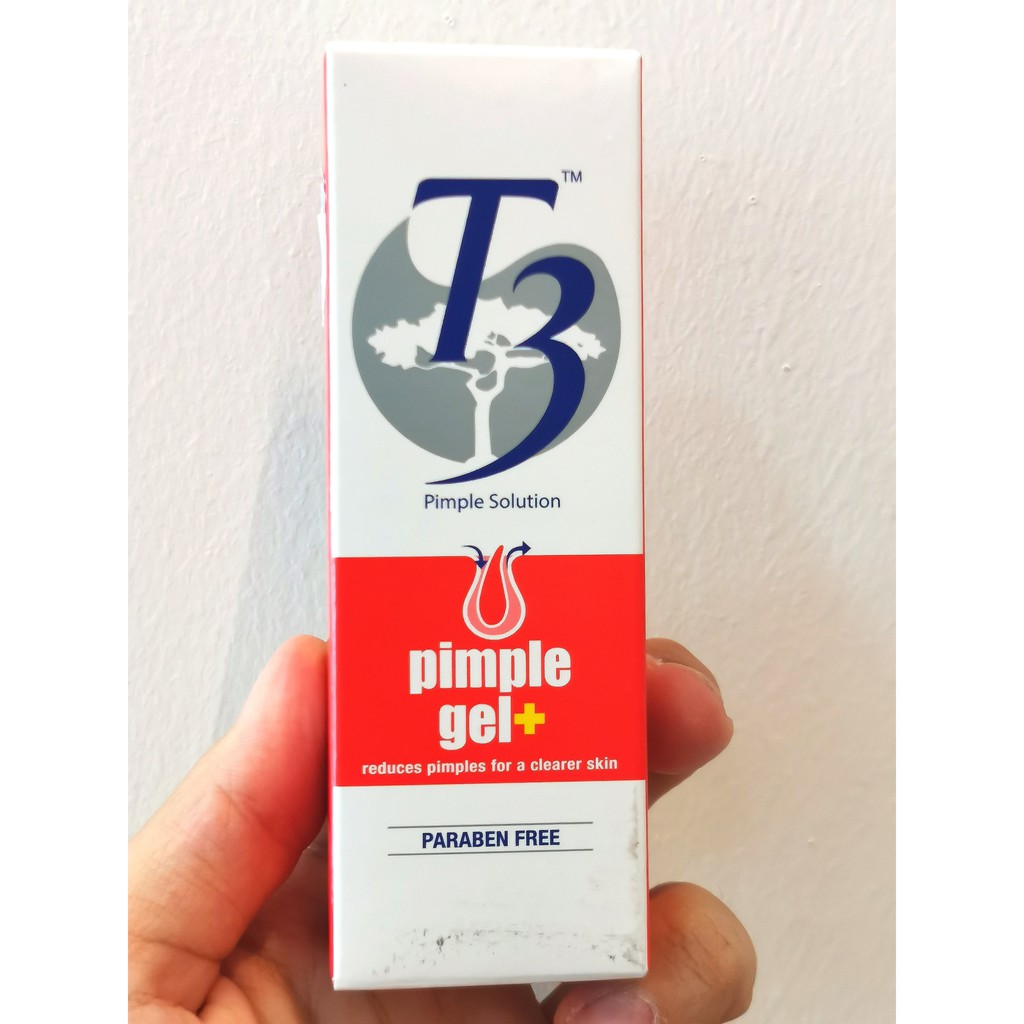 T3™
Pimple Solution
pimple
gel+
reduces pimples for a clearer skin
PARABEN FREE